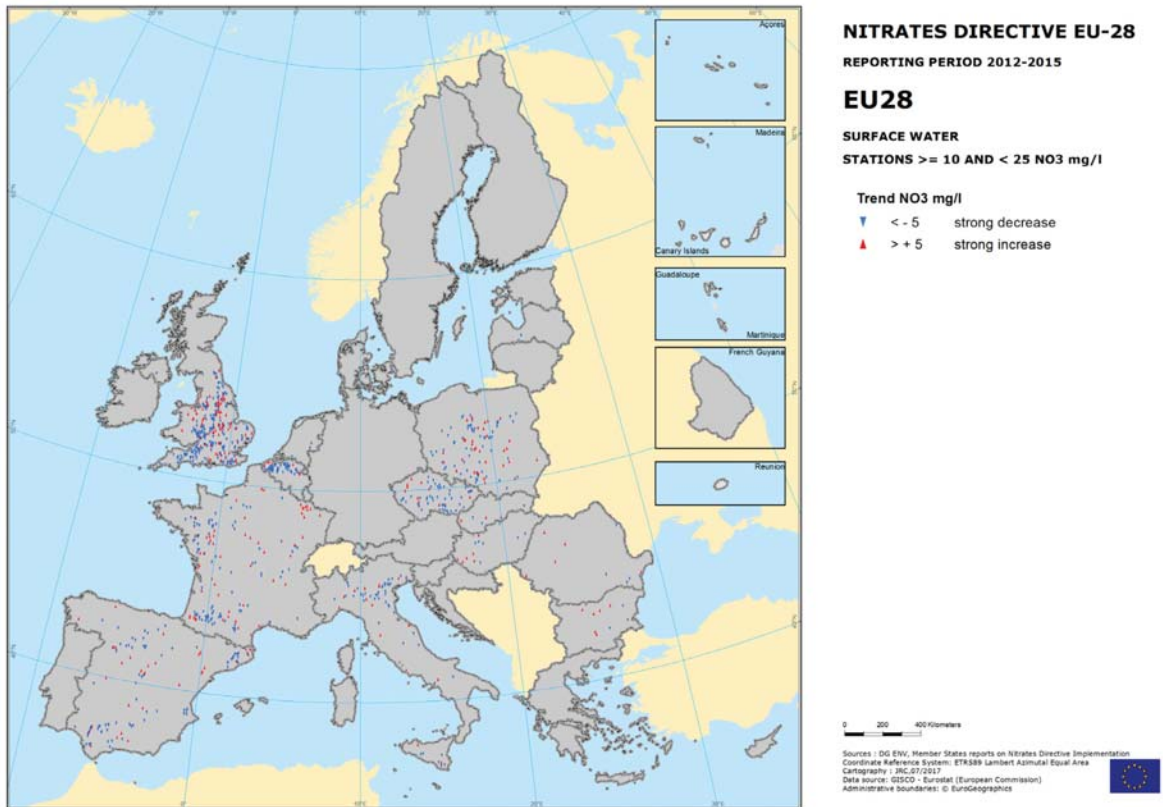 NITRATES DIRECTIVE EU-28
REPORTING PERIOD 2012-2015
EU28
SURFACE WATER
STATIONS >= 10 AND < 25 NO3 mg/l
Trend NO3 mg/l
< - 5 strong decrease
> + 5 strong increase
Açores
Madeira
Canary Islands
Guadaloupe
Martinique
French Guyana
Reunion
0 200 400 Kilometers
Sources : DG ENV, Member States reports on Nitrates Directive Implementation
Coordinate Reference System: ETRS89 Lambert Azimutal Equal Area
Cartography : JRC,07/2017
Data source: GISCO - Eurostat (European Commission)
Administrative boundaries: © EuroGeographics